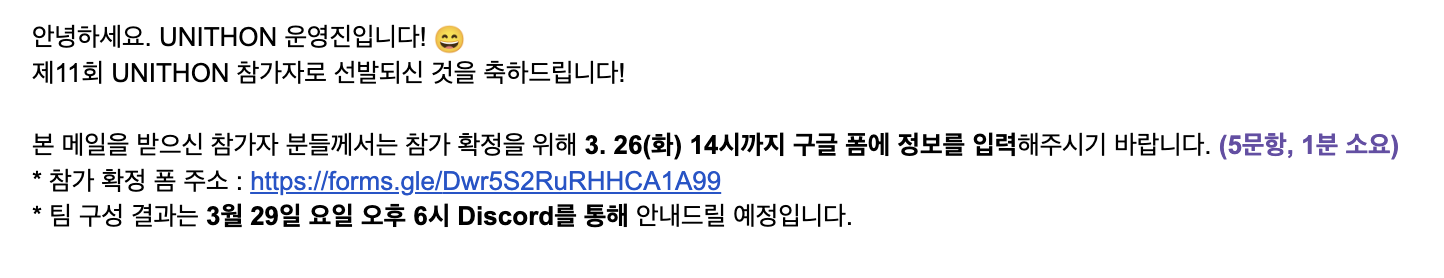 안녕하세요. UNITHON 운영진입니다! 😄
제11회 UNITHON 참가자로 선발되신 것을 축하드립니다!
본 메일을 받으신 참가자 분들께서는 참가 확정을 위해 3. 26(화) 14시까지 구글 폼에 정보를 입력해주시기 바랍니다. (5문항, 1분 소요)
* 참가 확정 폼 주소 : https://forms.gle/Dwr5S2RuRHHCA1A99
* 팀 구성 결과는 3월 29일 요일 오후 6시 Discord를 통해 안내드릴 예정입니다.